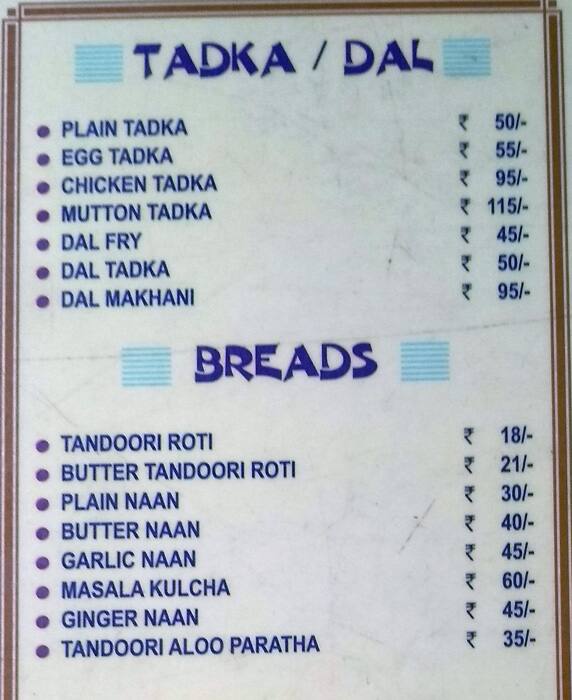 TADKA / DAL
PLAIN TADKA ₹ 50/-
EGG TADKA ₹ 55/-
CHICKEN TADKA ₹ 95/-
MUTTON TADKA ₹ 115/-
DAL FRY ₹ 45/-
DAL TADKA ₹ 50/-
DAL MAKHANI ₹ 95/-
BREADS
TANDOORI ROTI ₹ 18/-
BUTTER TANDOORI ROTI ₹ 21/-
PLAIN NAAN ₹ 30/-
BUTTER NAAN ₹ 40/-
GARLIC NAAN ₹ 45/-
MASALA KULCHA ₹ 60/-
GINGER NAAN ₹ 45/-
TANDOORI ALOO PARATHA ₹ 35/-